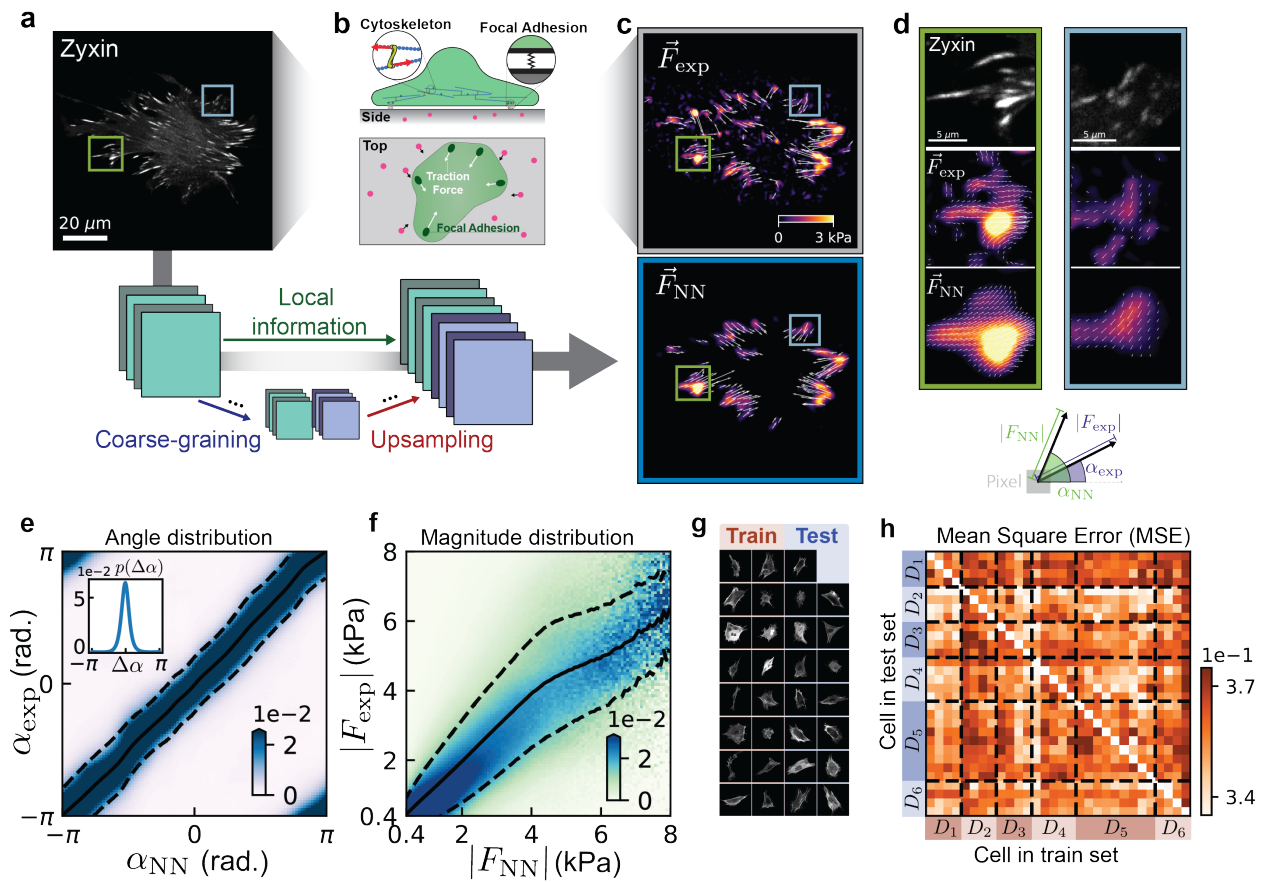 a
Zyxin
20 μm
b
Cytoskeleton
Focal Adhesion
Side
Top
Traction
Force
Focal Adhesion
c
F⃗exp
0 3 kPa
F⃗NN
d
Zyxin
5 μm
5 μm
F⃗exp
F⃗NN
|FNN|
|Fexp|
αexp
Pixel
αNN
Local
information
...
...
Coarse-graining
Upsampling
e
Angle distribution
π
0
−π
αexp (rad.)
1e-2 p(Δα)
5
0
−π Δα π
1e-2
2
0
−π 0 π
αNN (rad.)
f
Magnitude distribution
8
6
4
2
0.4
|Fexp| (kPa)
1e-2
2
0
0.4 2 4 6 8
|FNN| (kPa)
g
Train Test
h
Mean Square Error (MSE)
Cell in test set
D1
D2
D3
D4
D5
D6
D1 D2 D3 D4 D5 D6
Cell in train set
1e−1
3.7
3.4